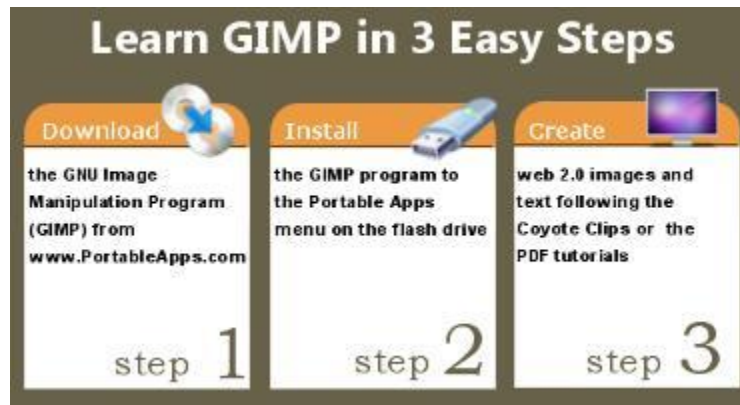 Learn GIMP in 3 Easy Steps
Download
the GNU Image
Manipulation Program
(GIMP) from
www.PortableApps.com
step 1
Install
the GIMP program to
the Portable Apps
menu on the flash drive
step 2
Create
web 2.0 images and
text following the
Coyote Clips or the
PDF tutorials
step 3